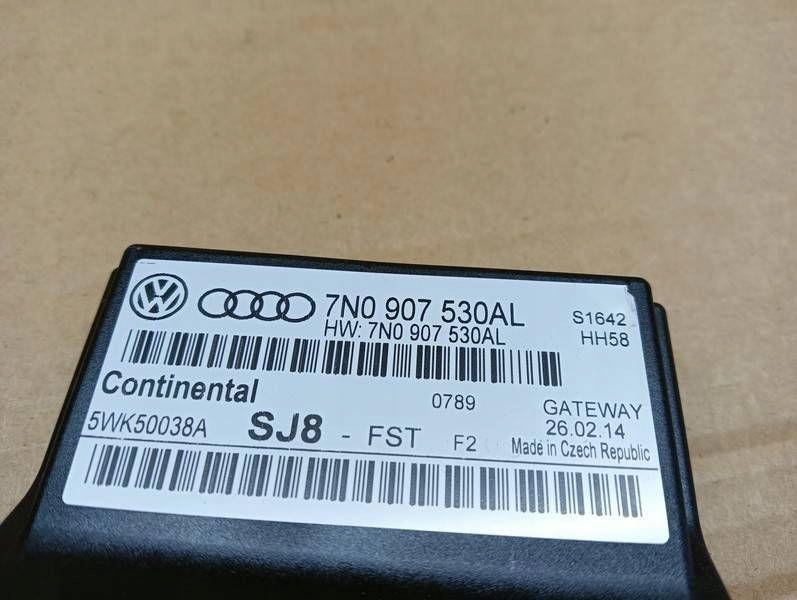 7N0 907 530AL
HW: 7N0 907 530AL
S1642
HH58
Continental
0789
GATEWAY
5WK50038A
SJ8 - FST F2
26.02.14
Made in Czech Republic